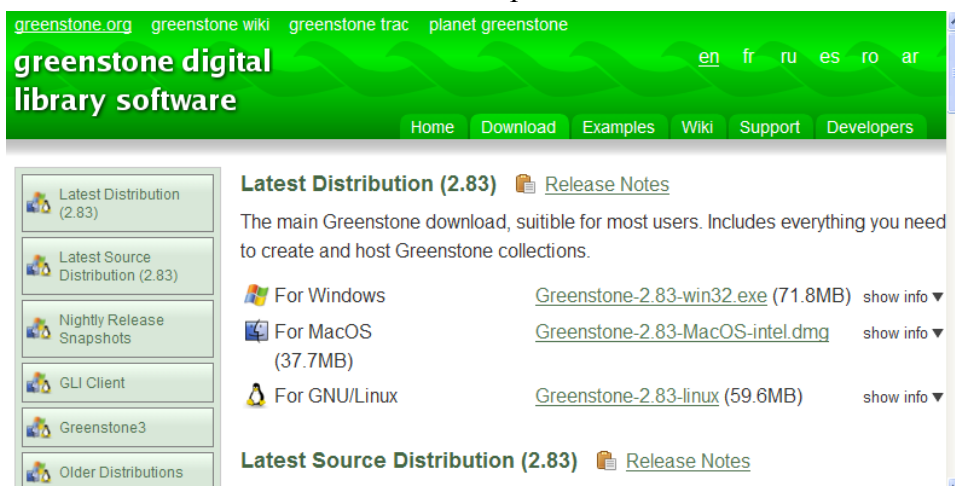 greenstone.org greenstone wiki greenstone trac planet greenstone
greenstone digital
library software
en fr ru es ro ar
Home Download Examples Wiki Support Developers
Latest Distribution
(2.83)
Latest Source
Distribution (2.83)
Nightly Release
Snapshots
GLI Client
Greenstone3
Older Distributions
Latest Distribution (2.83) Release Notes
The main Greenstone download, suitible for most users. Includes everything you need
to create and host Greenstone collections.
For Windows Greenstone-2.83-win32.exe (71.8MB) show info ▼
For MacOS Greenstone-2.83-MacOS-intel.dmg show info ▼
(37.7MB)
For GNU/Linux Greenstone-2.83-linux (59.6MB) show info ▼
Latest Source Distribution (2.83) Release Notes